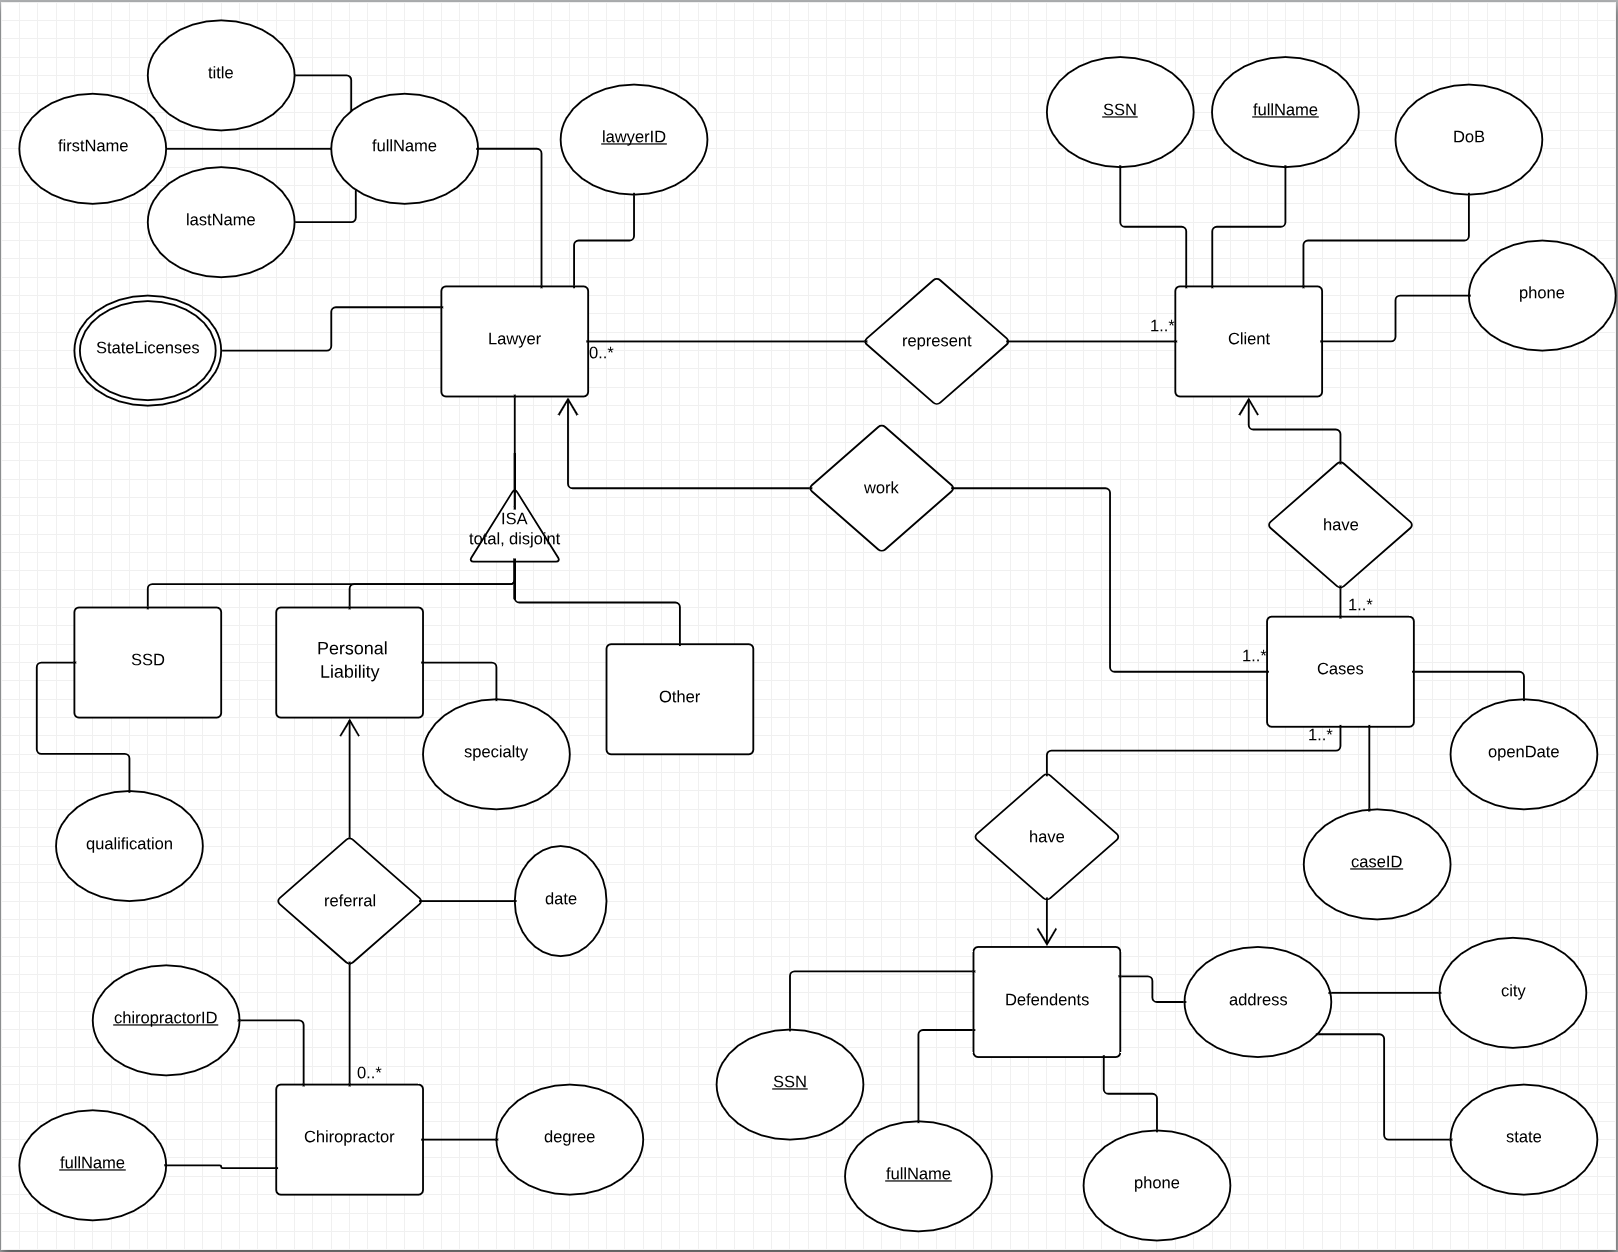 title
SSN
fullName
lawyerID
DoB
firstName
fullName
lastName
phone
StateLicenses
Lawyer
represent
Client
1..*
0..*
work
have
ISA
total, disjoint
1..*
SSD
Personal
Liability
Other
1..*
Cases
specialty
1..*
openDate
qualification
have
caseID
referral
date
chiropractorID
Defendents
address
city
0..*
SSN
Chiropractor
degree
state
fullName
fullName
phone